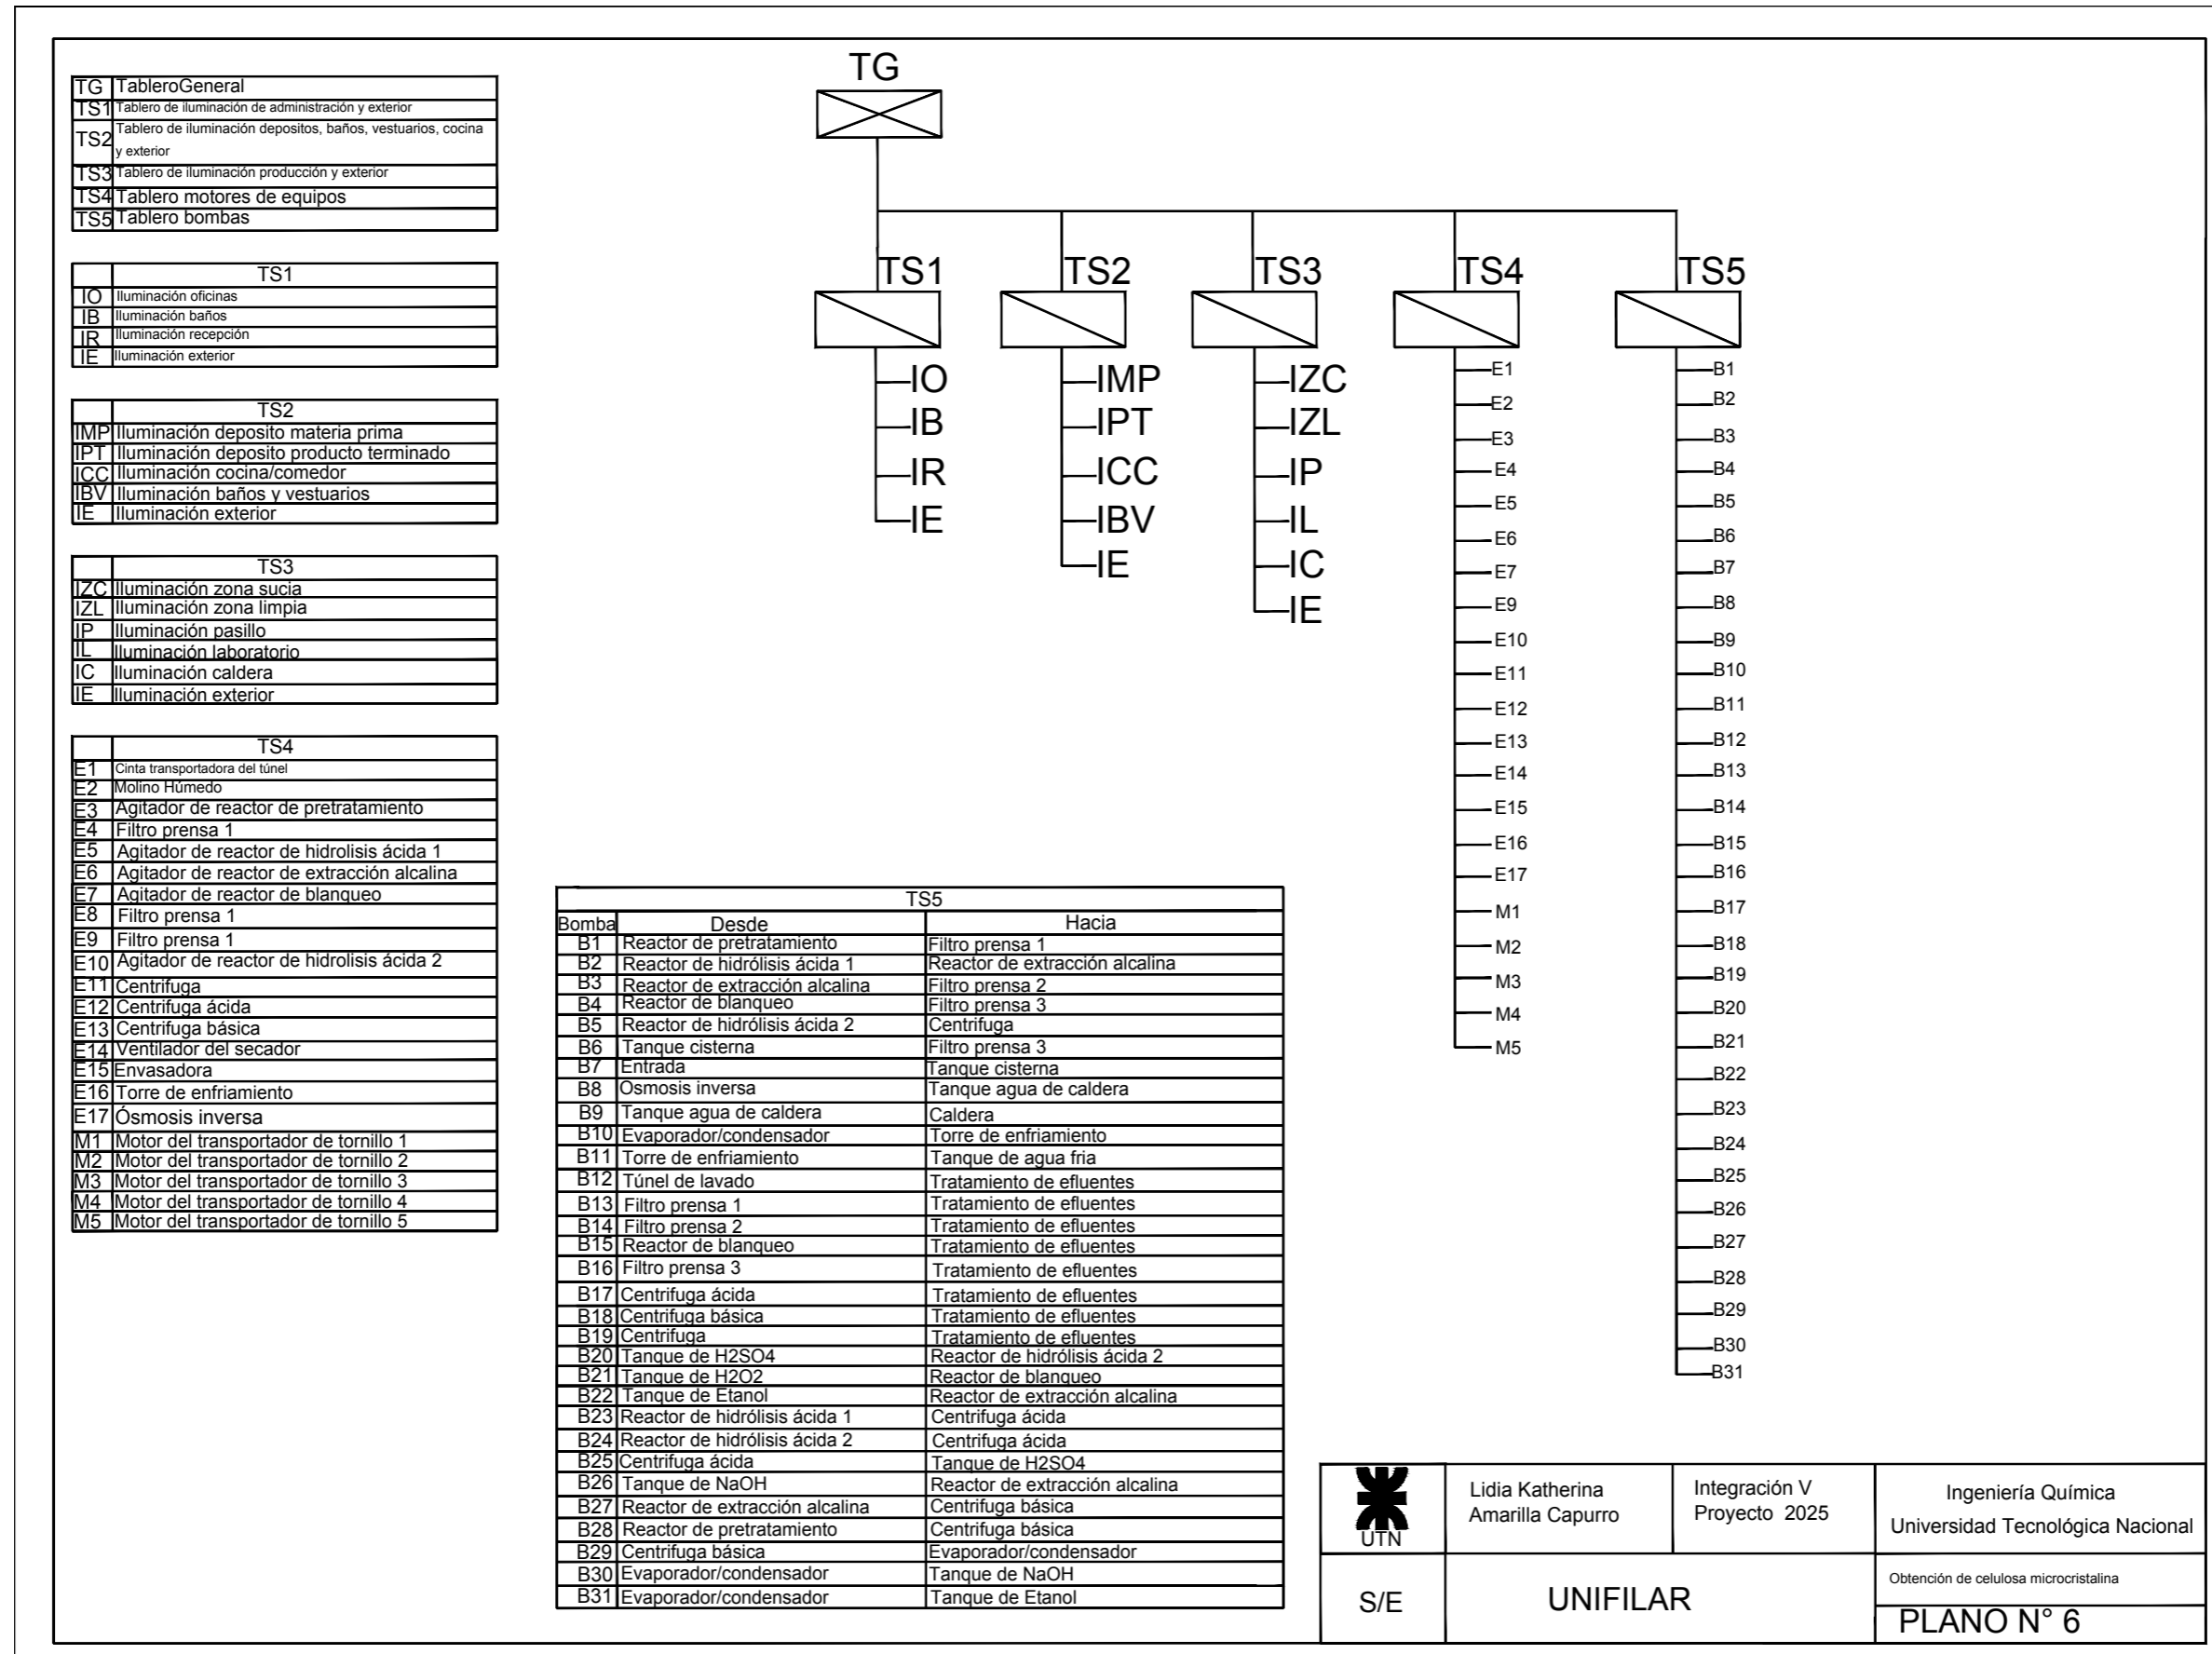 TG TableroGeneral
TS1 Tablero de iluminación de administración y exterior
TS2 Tablero de iluminación depositos, baños, vestuarios, cocina
y exterior
TS3 Tablero de iluminación producción y exterior
TS4 Tablero motores de equipos
TS5 Tablero bombas
TS1
IO Iluminación oficinas
IB Iluminación baños
IR Iluminación recepción
IE Iluminación exterior
TS2
IMP Iluminación deposito materia prima
IPT Iluminación deposito producto terminado
ICC Iluminación cocina/comedor
IBV Iluminación baños y vestuarios
IE Iluminación exterior
TS3
IZC Iluminación zona sucia
IZL Iluminación zona limpia
IP Iluminación pasillo
IL Iluminación laboratorio
IC Iluminación caldera
IE Iluminación exterior
TS4
E1 Cinta transportadora del túnel
E2 Molino Húmedo
E3 Agitador de reactor de pretratamiento
E4 Filtro prensa 1
E5 Agitador de reactor de hidrolisis ácida 1
E6 Agitador de reactor de extracción alcalina
E7 Agitador de reactor de blanqueo
E8 Filtro prensa 1
E9 Filtro prensa 1
E10 Agitador de reactor de hidrolisis ácida 2
E11 Centrifuga
E12 Centrifuga ácida
E13 Centrifuga básica
E14 Ventilador del secador
E15 Envasadora
E16 Torre de enfriamiento
E17 Ósmosis inversa
M1 Motor del transportador de tornillo 1
M2 Motor del transportador de tornillo 2
M3 Motor del transportador de tornillo 3
M4 Motor del transportador de tornillo 4
M5 Motor del transportador de tornillo 5
TG
TS1 TS2 TS3 TS4 TS5
IO
IB
IR
IE
IMP
IPT
ICC
IBV
IE
IZC
IZL
IP
IL
IC
IE
E1
E2
E3
E4
E5
E6
E7
E9
E10
E11
E12
E13
E14
E15
E16
E17
M1
M2
M3
M4
M5
B1
B2
B3
B4
B5
B6
B7
B8
B9
B10
B11
B12
B13
B14
B15
B16
B17
B18
B19
B20
B21
B22
B23
B24
B25
B26
B27
B28
B29
B30
B31
TS5
Bomba Desde Hacia
B1 Reactor de pretratamiento Filtro prensa 1
B2 Reactor de hidrólisis ácida 1 Reactor de extracción alcalina
B3 Reactor de extracción alcalina Filtro prensa 2
B4 Reactor de blanqueo Filtro prensa 3
B5 Reactor de hidrólisis ácida 2 Centrifuga
B6 Tanque cisterna Filtro prensa 3
B7 Entrada Tanque cisterna
B8 Osmosis inversa Tanque agua de caldera
B9 Tanque agua de caldera Caldera
B10 Evaporador/condensador Torre de enfriamiento
B11 Torre de enfriamiento Tanque de agua fria
B12 Túnel de lavado Tratamiento de efluentes
B13 Filtro prensa 1 Tratamiento de efluentes
B14 Filtro prensa 2 Tratamiento de efluentes
B15 Reactor de blanqueo Tratamiento de efluentes
B16 Filtro prensa 3 Tratamiento de efluentes
B17 Centrifuga ácida Tratamiento de efluentes
B18 Centrifuga básica Tratamiento de efluentes
B19 Centrifuga Tratamiento de efluentes
B20 Tanque de H2SO4 Reactor de hidrólisis ácida 2
B21 Tanque de H2O2 Reactor de blanqueo
B22 Tanque de Etanol Reactor de extracción alcalina
B23 Reactor de hidrólisis ácida 1 Centrifuga ácida
B24 Reactor de hidrólisis ácida 2 Centrifuga ácida
B25 Centrifuga ácida Tanque de H2SO4
B26 Tanque de NaOH Reactor de extracción alcalina
B27 Reactor de extracción alcalina Centrifuga básica
B28 Reactor de pretratamiento Centrifuga básica
B29 Centrifuga básica Evaporador/condensador
B30 Evaporador/condensador Tanque de NaOH
B31 Evaporador/condensador Tanque de Etanol
UTN
Lidia Katherina
Amarilla Capurro
Integración V
Proyecto 2025
Ingeniería Química
Universidad Tecnológica Nacional
S/E
UNIFILAR
Obtención de celulosa microcristalina
PLANO N° 6